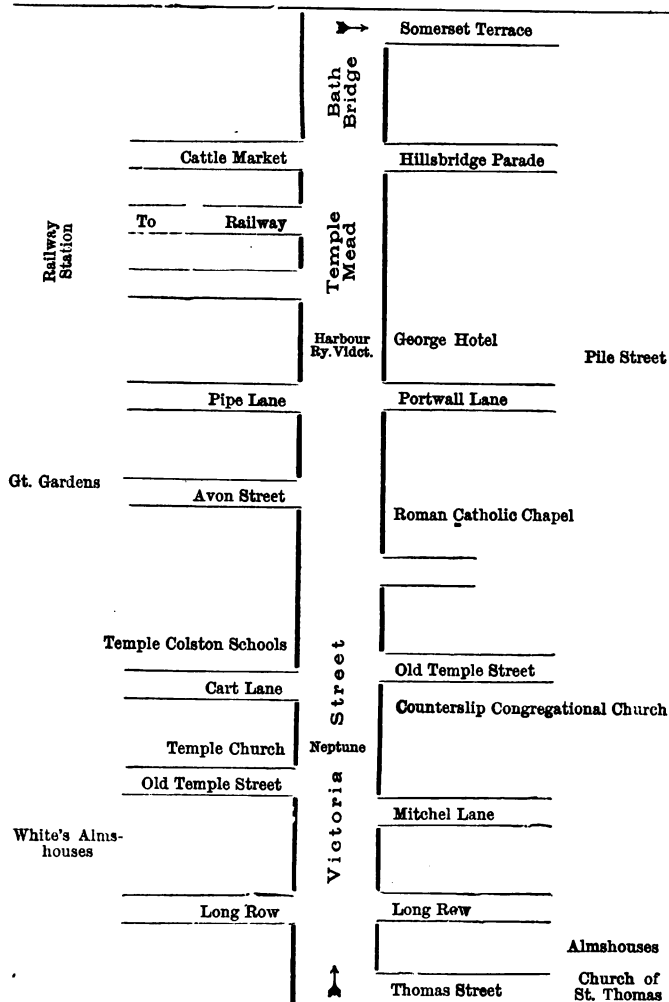 Somerset Terrace
Bath
Bridge
Cattle Market
Hillsbridge Parade
Railway
Station
To Railway
Temple
Mead
Harbour
Ry. Vidct.
George Hotel
Pile Street
Pipe Lane
Portwall Lane
Gt. Gardens
Avon Street
Roman Catholic Chapel
Temple Colston Schools
Old Temple Street
Cart Lane
Counterslip Congregational Church
Temple Church
Neptune
Victoria Street
Old Temple Street
Mitchel Lane
White's Alms-
houses
Long Row
Long Row
Almshouses
Thomas Street
Church of
St. Thomas